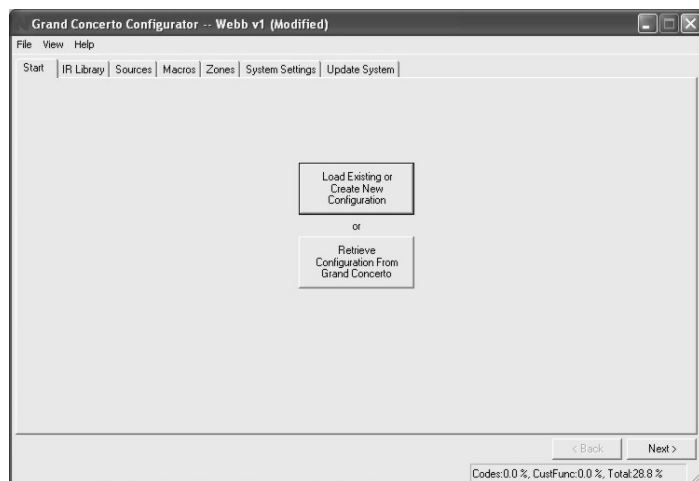 Grand Concerto Configurator -- Webb v1 (Modified)
File View Help
Start IR Library Sources Macros Zones System Settings Update System
Load Existing or
Create New
Configuration
or
Retrieve
Configuration From
Grand Concerto
< Back Next >
Codes:0.0 %, CustFunc:0.0 %, Total:28.8 %